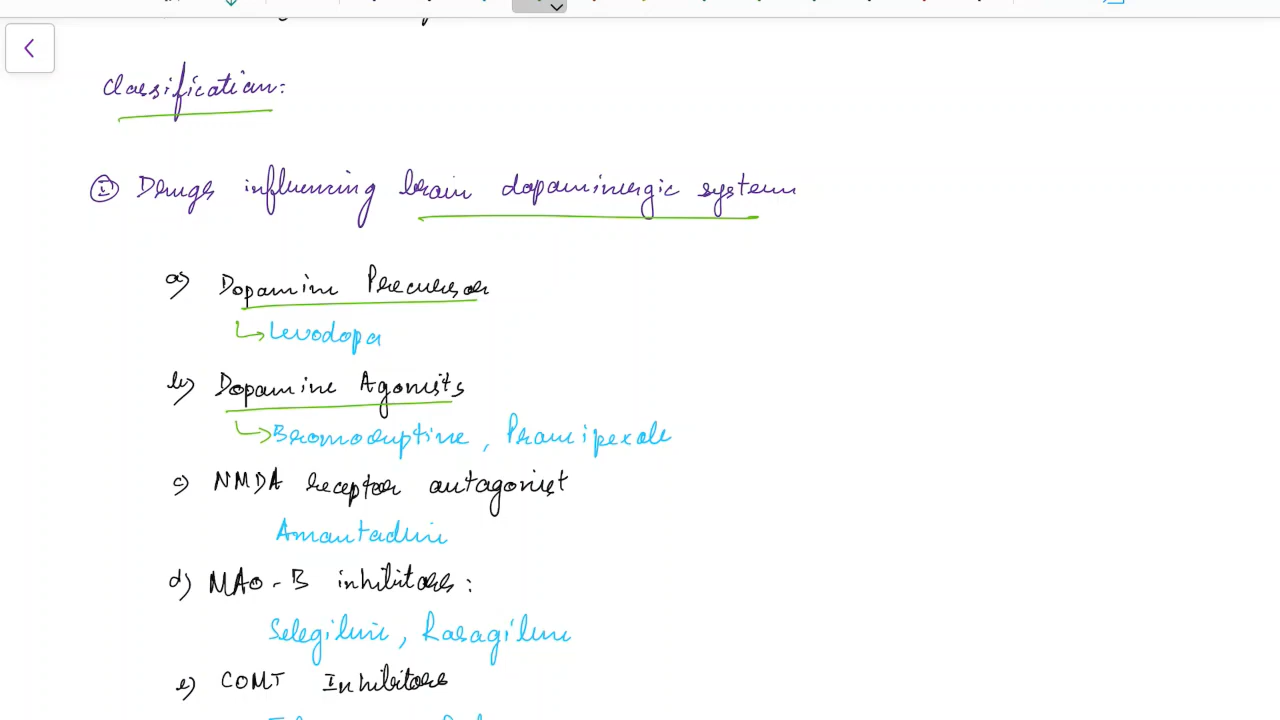 Classification:
I Drugs influencing brain dopaminergic system
a) Dopamine Precursor
Levodopa
b) Dopamine Agonists
Bromocriptine, Pramipexole
c) NMDA receptor antagonist
Amantadine
d) MAO-B inhibitors:
Selegiline, Rasagiline
e) COMT Inhibitors